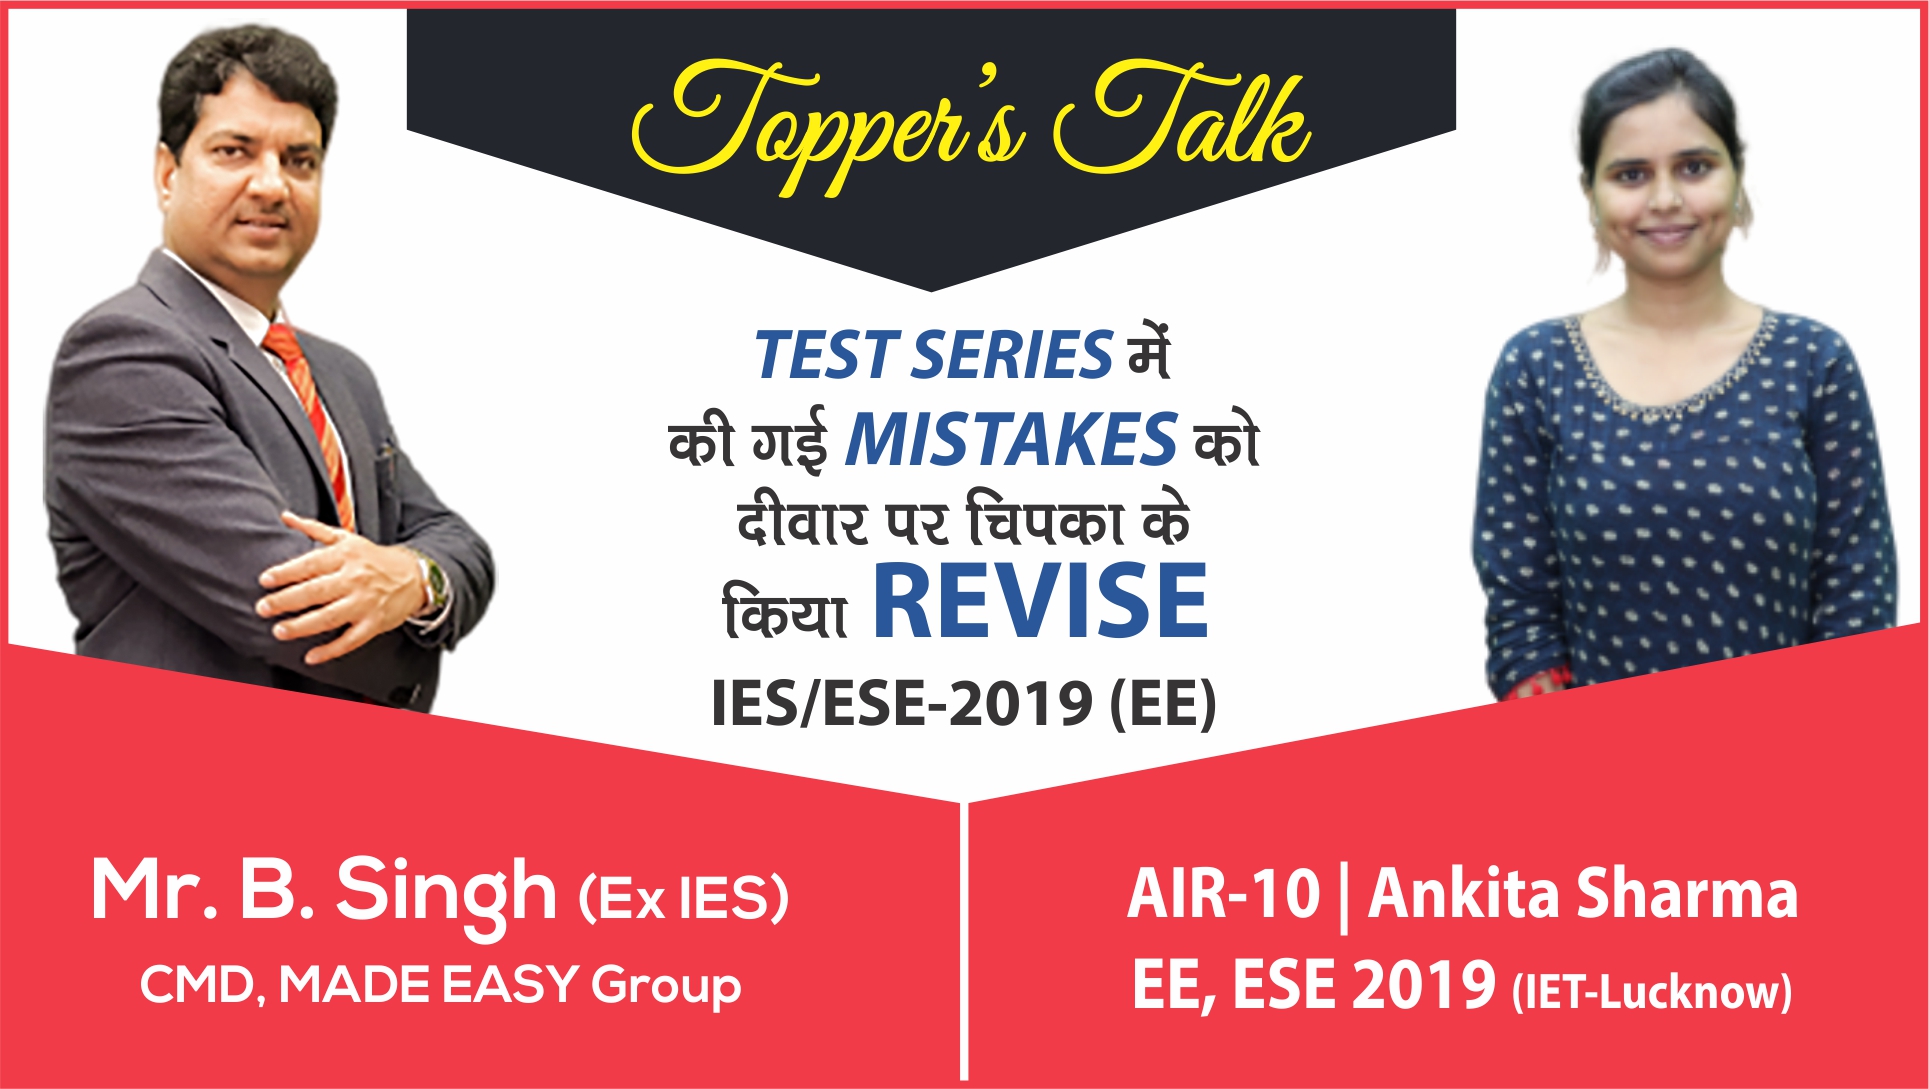 Topper's Talk
TEST SERIES में
की गई MISTAKES को
दीवार पर चिपका के
किया REVISE
IES/ESE-2019 (EE)
Mr. B. Singh (Ex IES)
CMD, MADE EASY Group
AIR-10 | Ankita Sharma
EE, ESE 2019 (IET-Lucknow)